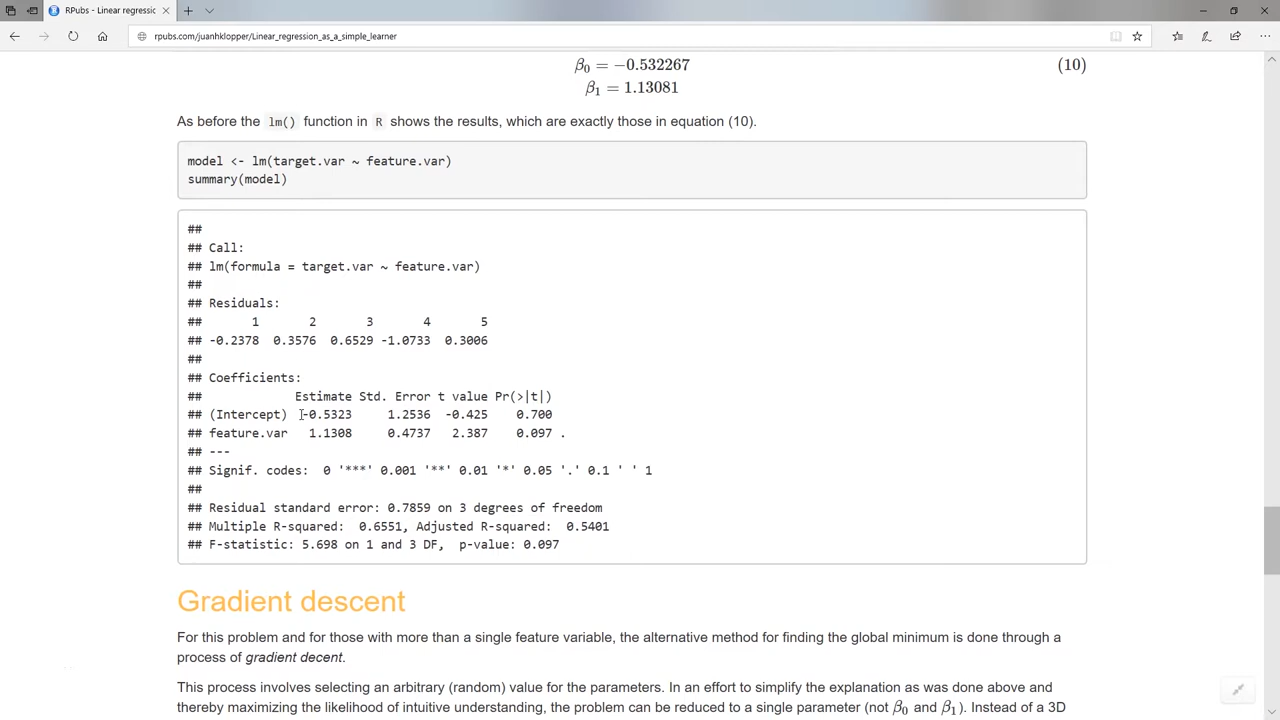 RPubs - Linear regressic
rpubs.com/juanhklopper/Linear_regression_as_a_simple_learner
β0 = −0.532267
(10)
β1 = 1.13081
As before the lm() function in R shows the results, which are exactly those in equation (10).
model <- lm(target.var ~ feature.var)
summary(model)
##
## Call:
## lm(formula = target.var ~ feature.var)
##
## Residuals:
## 1 2 3 4 5
## -0.2378 0.3576 0.6529 -1.0733 0.3006
##
## Coefficients:
## Estimate Std. Error t value Pr(>|t|)
## (Intercept) -0.5323 1.2536 -0.425 0.700
## feature.var 1.1308 0.4737 2.387 0.097 .
## ---
## Signif. codes: 0 '***' 0.001 '**' 0.01 '*' 0.05 '.' 0.1 ' ' 1
##
## Residual standard error: 0.7859 on 3 degrees of freedom
## Multiple R-squared: 0.6551, Adjusted R-squared: 0.5401
## F-statistic: 5.698 on 1 and 3 DF, p-value: 0.097
Gradient descent
For this problem and for those with more than a single feature variable, the alternative method for finding the global minimum is done through a
process of gradient decent.
This process involves selecting an arbitrary (random) value for the parameters. In an effort to simplify the explanation as was done above and
thereby maximizing the likelihood of intuitive understanding, the problem can be reduced to a single parameter (not β0 and β1). Instead of a 3D